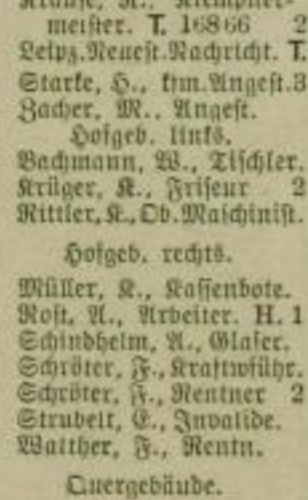 Krause, R., Klempner-
meister. T. 16866 2
Leipz.Neuest.Nachricht. T.
Starke, H., kfm.Angest.3
Zacher, M., Angest.
Hofgeb. links.
Bachmann, W., Tischler.
Krüger, K., Friseur 2
Rittler, K., Ob.Maschinist.
Hofgeb. rechts.
Müller, K., Kassenbote.
Rost, A., Arbeiter. H. 1
Schindhelm, A., Glaser.
Schröter, F., Kraftwführ.
Schröter, F., Rentner 2
Strubelt, E., Invalide.
Walther, F., Rentn.
Quergebäude.